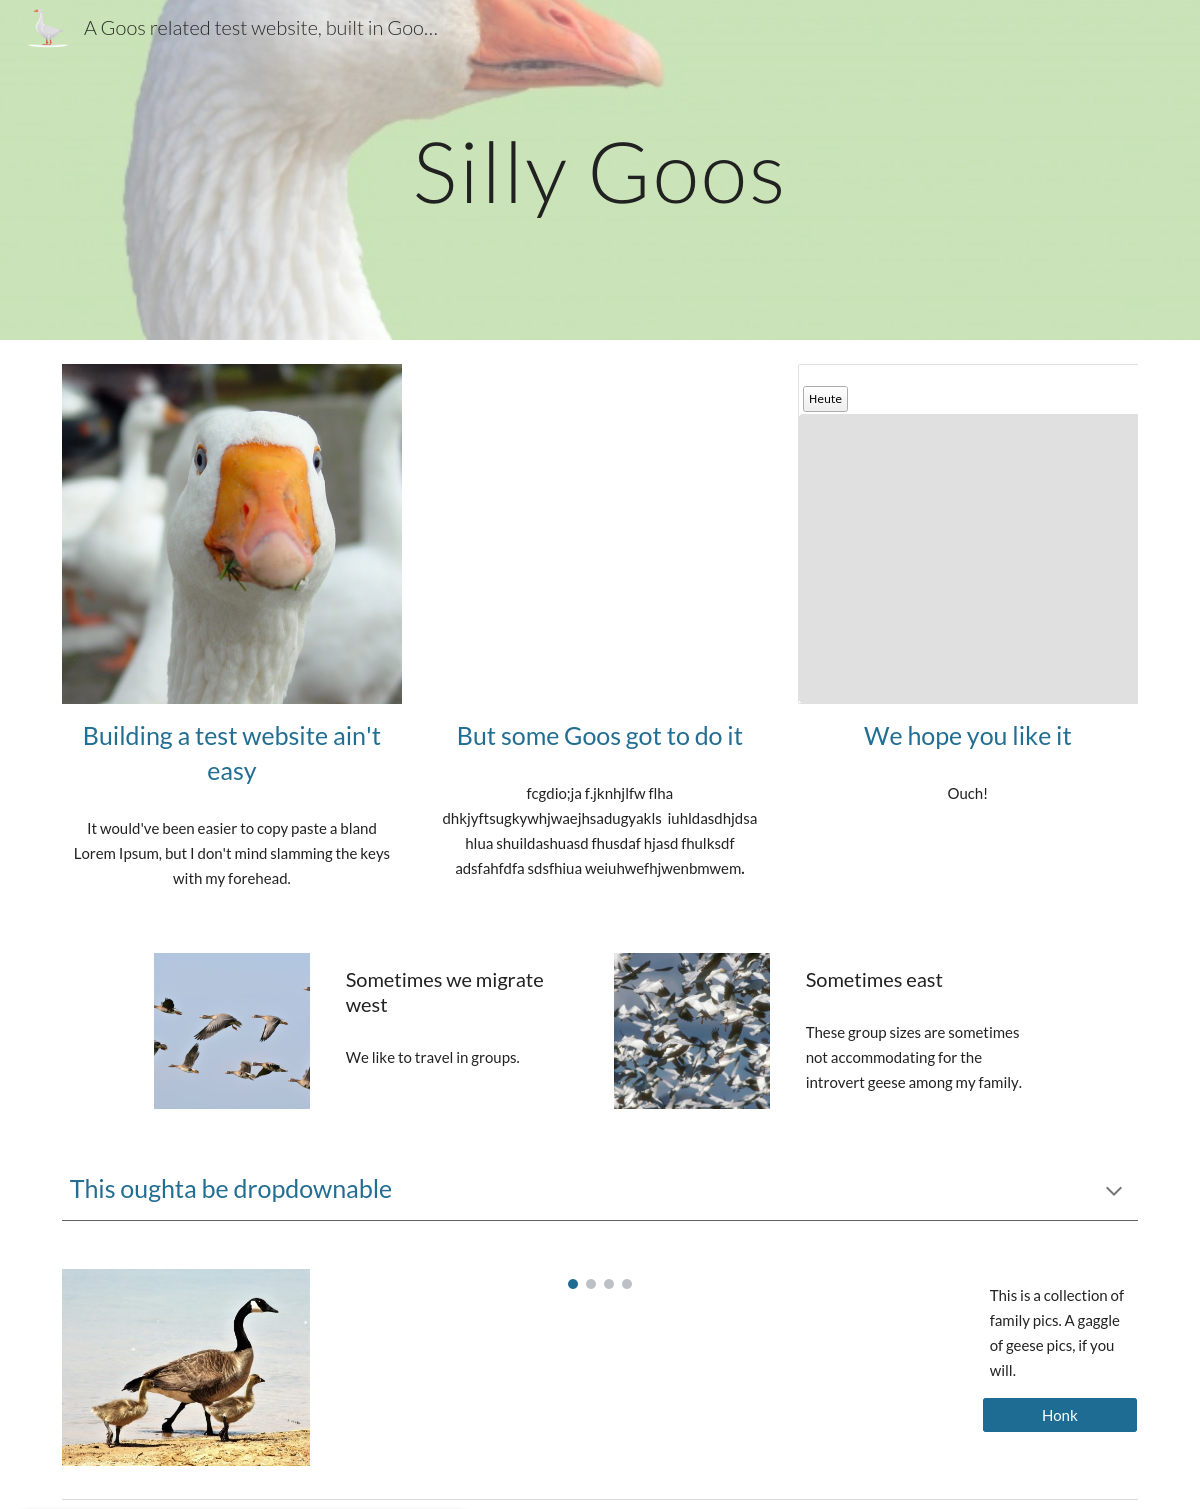 A Goos related test website, built in Goo...
Silly Goos
Heute
Building a test website ain't
easy
It would've been easier to copy paste a bland
Lorem Ipsum, but I don't mind slamming the keys
with my forehead.
But some Goos got to do it
fcgdio;ja f.jknhjlfw flha
dhkjyftsugkywhjwaejhsadugyakls  iuhldasdhjdsa
hlua shuildashuasd fhusdaf hjasd fhulksdf
adsfahfdfa sdsfhiua weiuhwefhjwenbmwem.
We hope you like it
Ouch!
Sometimes we migrate
west
We like to travel in groups.
Sometimes east
These group sizes are sometimes
not accommodating for the
introvert geese among my family.
This oughta be dropdownable
This is a collection of
family pics. A gaggle
of geese pics, if you
will.
Honk